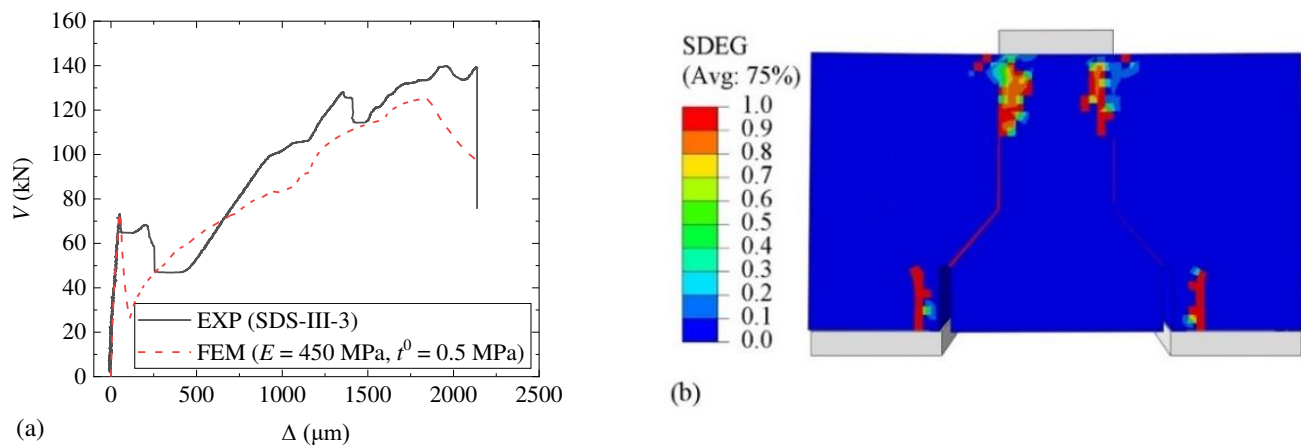 160
140
120
100
80
60
40
20
0
V (kN)
EXP (SDS-III-3)
FEM (E = 450 MPa, t⁰ = 0.5 MPa)
0 500 1000 1500 2000 2500
(a)
Δ (μm)
SDEG
(Avg: 75%)
1.0
0.9
0.8
0.7
0.6
0.5
0.4
0.3
0.2
0.1
0.0
(b)